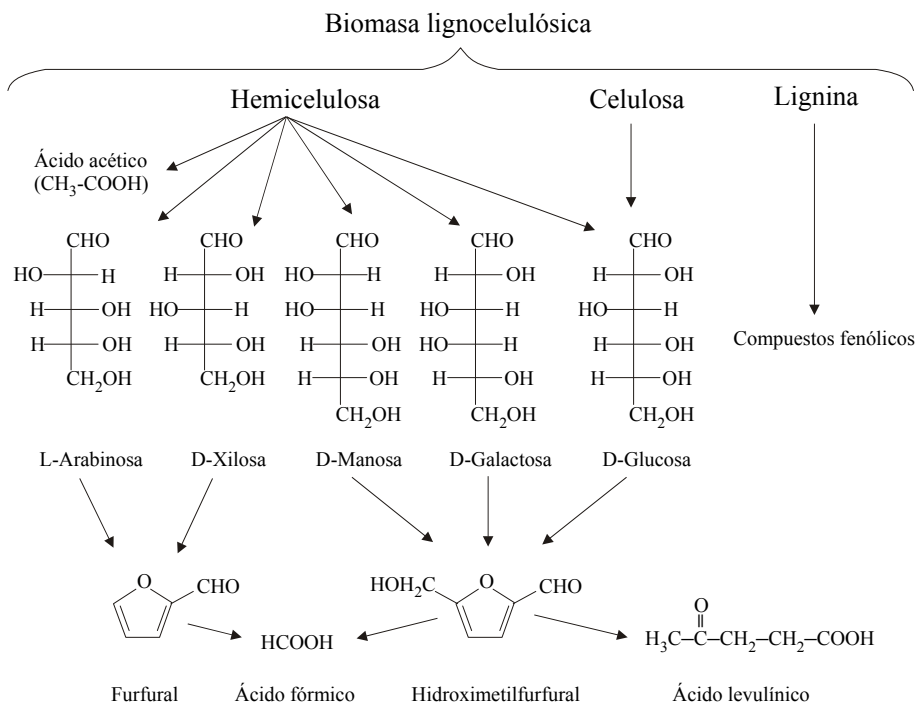 Biomasa lignocelulósica
Hemicelulosa Celulosa Lignina
Ácido acético
(CH₃-COOH)
CHO CHO CHO CHO CHO
HO H H OH HO H H OH H OH
H OH HO H HO H HO H HO H
H OH H OH H OH HO H H OH
CH₂OH CH₂OH H OH H OH H OH
CH₂OH CH₂OH CH₂OH
Compuestos fenólicos
L-Arabinosa D-Xilosa D-Manosa D-Galactosa D-Glucosa
O CHO HOH₂C O CHO
HCOOH
O
H₃C–C–CH₂–CH₂–COOH
Furfural Ácido fórmico Hidroximetilfurfural Ácido levulínico